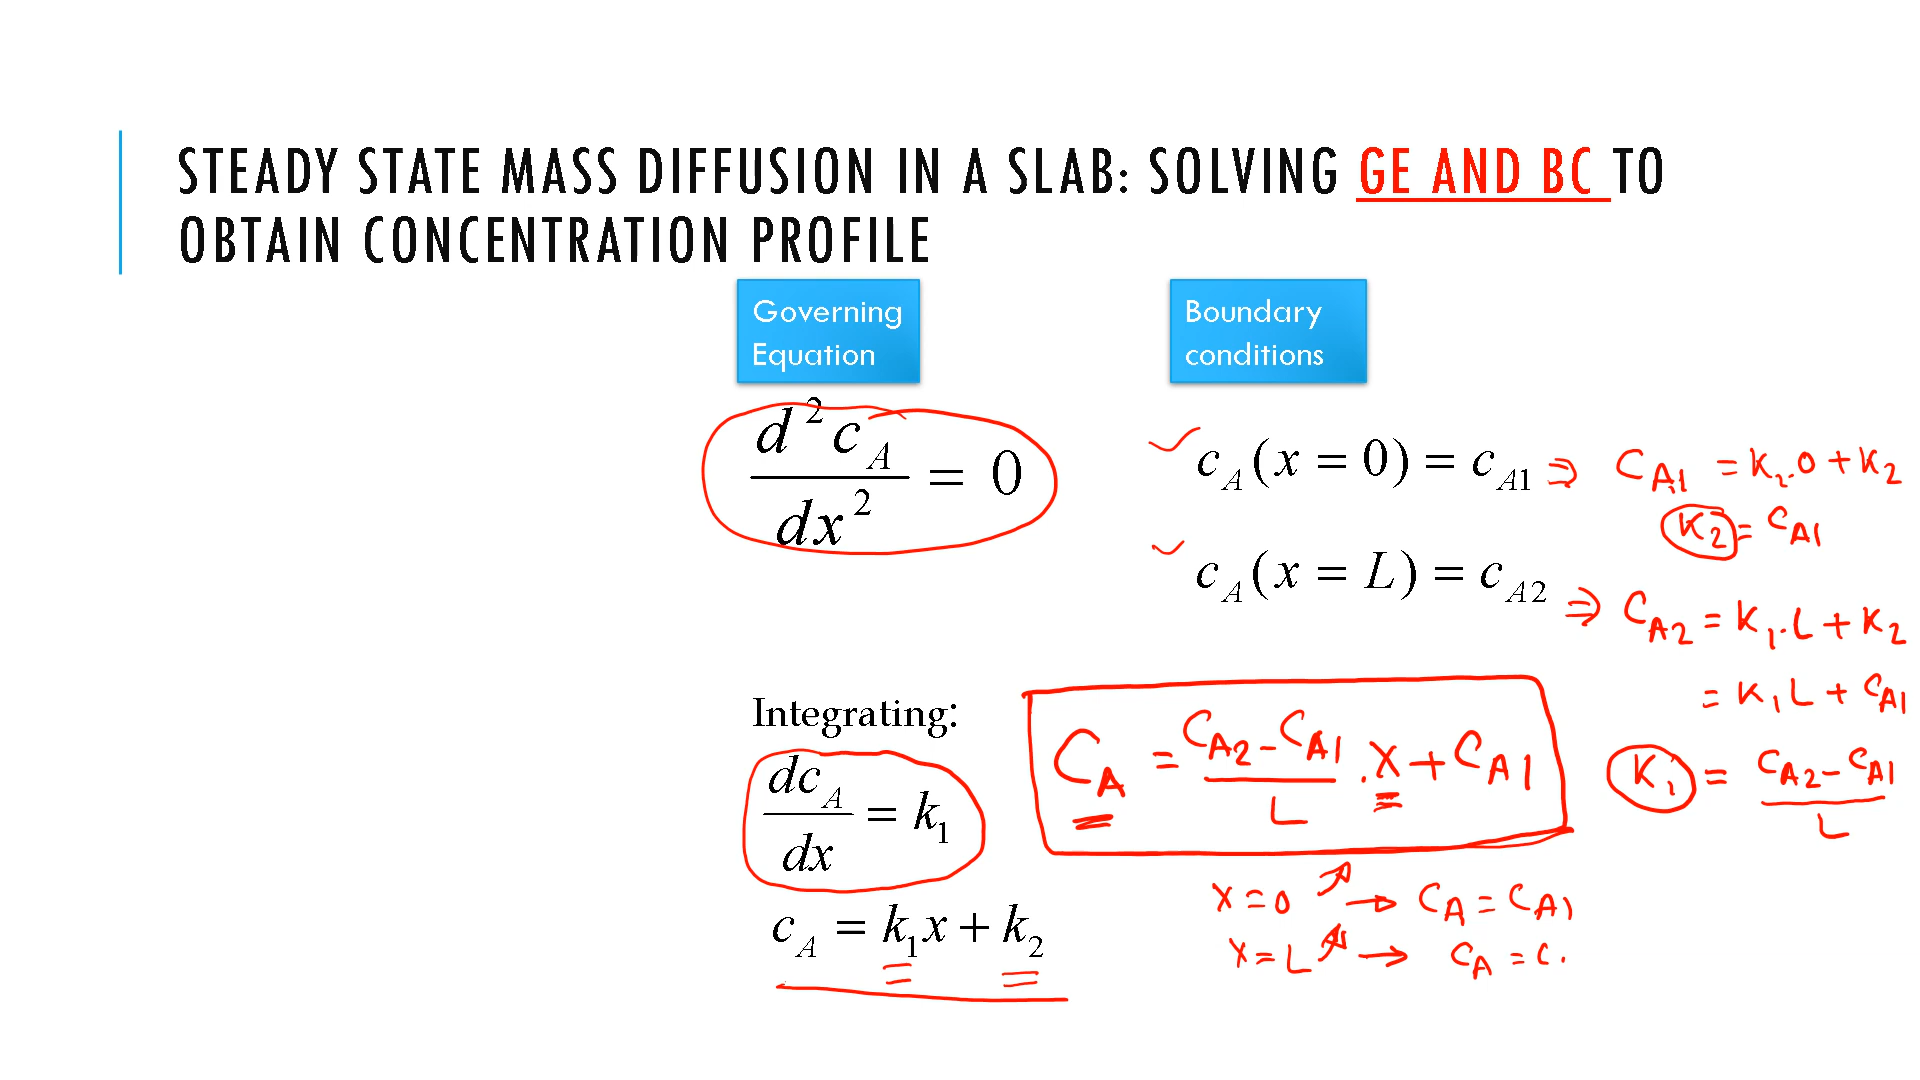 STEADY STATE MASS DIFFUSION IN A SLAB: SOLVING GE AND BC TO
OBTAIN CONCENTRATION PROFILE
Governing
Equation
Boundary
conditions
d²c_A/dx² = 0
c_A(x = 0) = c_A1 ⇒ C_A1 = K_1·0 + K_2
K_2 = C_A1
c_A(x = L) = c_A2 ⇒ C_A2 = K_1·L + K_2
= K_1 L + C_A1
K_1 = (C_A2 − C_A1)/L
Integrating:
dc_A/dx = k_1
c_A = k_1x + k_2
C_A = (C_A2 − C_A1)/L · x + C_A1
x = 0 → C_A = C_A1
x = L → C_A = C.